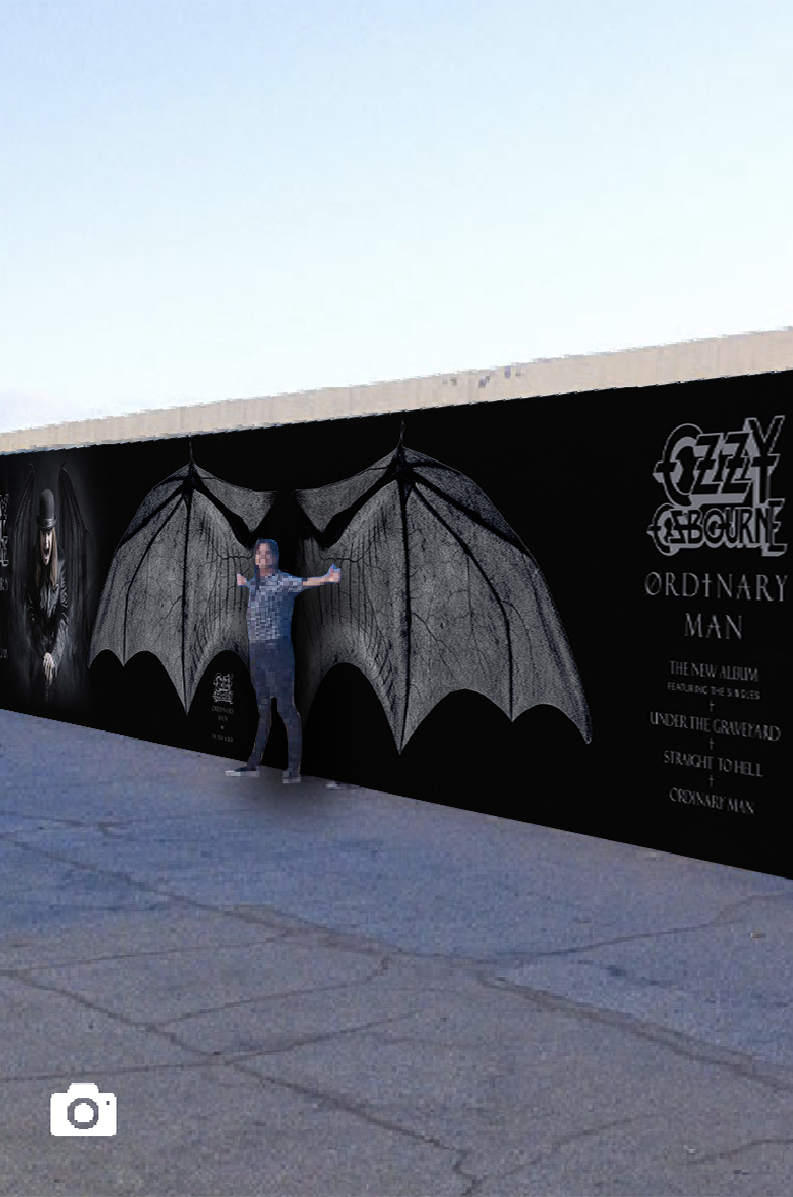 OZZY
OSBOURNE
ORDINARY
MAN
THE NEW ALBUM
FEATURING THE SINGLES
UNDER THE GRAVEYARD
STRAIGHT TO HELL
ORDINARY MAN